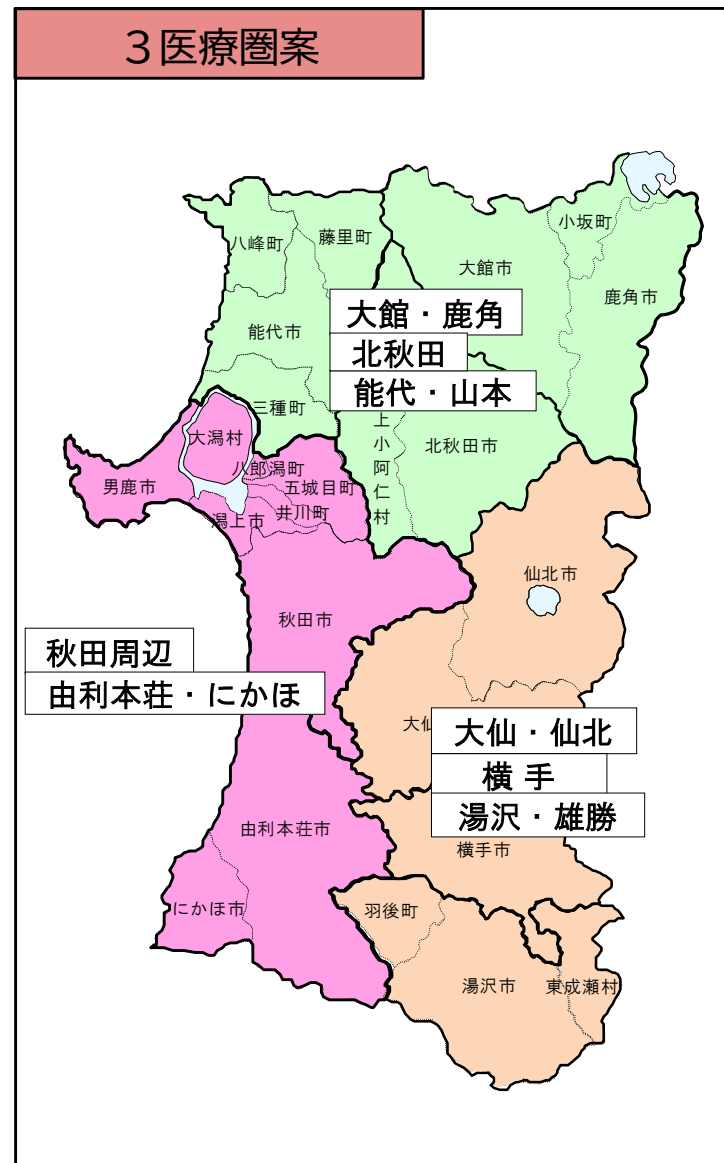 3医療圏案
小坂町
八峰町
藤里町
大館市
鹿角市
大館・鹿角
能代市
北秋田
能代・山本
三種町
大潟村
上小阿仁村
北秋田市
八郎潟町
男鹿市
五城目町
井川町
潟上市
仙北市
秋田市
秋田周辺
由利本荘・にかほ
大仙
大仙・仙北
横 手
湯沢・雄勝
由利本荘市
横手市
にかほ市
羽後町
湯沢市
東成瀬村